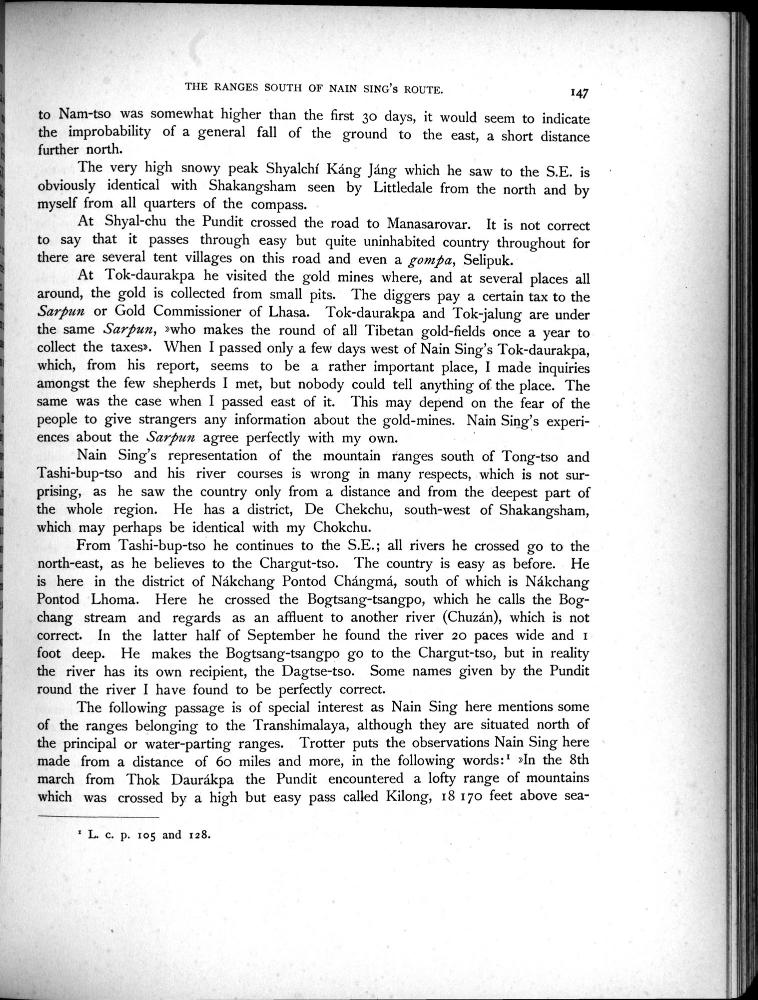 THE RANGES SOUTH OF NAIN SING'S ROUTE. 147
to Nam-tso was somewhat higher than the first 30 days, it would seem to indicate
the improbability of a general fall of the ground to the east, a short distance
further north.
The very high snowy peak Shyalchí Káng Jáng which he saw to the S.E. is
obviously identical with Shakangsham seen by Littledale from the north and by
myself from all quarters of the compass.
At Shyal-chu the Pundit crossed the road to Manasarovar. It is not correct
to say that it passes through easy but quite uninhabited country throughout for
there are several tent villages on this road and even a gompa, Selipuk.
At Tok-daurakpa he visited the gold mines where, and at several places all
around, the gold is collected from small pits. The diggers pay a certain tax to the
Sarpun or Gold Commissioner of Lhasa. Tok-daurakpa and Tok-jalung are under
the same Sarpun, »who makes the round of all Tibetan gold-fields once a year to
collect the taxes». When I passed only a few days west of Nain Sing's Tok-daurakpa,
which, from his report, seems to be a rather important place, I made inquiries
amongst the few shepherds I met, but nobody could tell anything of the place. The
same was the case when I passed east of it. This may depend on the fear of the
people to give strangers any information about the gold-mines. Nain Sing's experi-
ences about the Sarpun agree perfectly with my own.
Nain Sing's representation of the mountain ranges south of Tong-tso and
Tashi-bup-tso and his river courses is wrong in many respects, which is not sur-
prising, as he saw the country only from a distance and from the deepest part of
the whole region. He has a district, De Chekchu, south-west of Shakangsham,
which may perhaps be identical with my Chokchu.
From Tashi-bup-tso he continues to the S.E.; all rivers he crossed go to the
north-east, as he believes to the Chargut-tso. The country is easy as before. He
is here in the district of Nákchang Pontod Chángmá, south of which is Nákchang
Pontod Lhoma. Here he crossed the Bogtsang-tsangpo, which he calls the Bog-
chang stream and regards as an affluent to another river (Chuzán), which is not
correct. In the latter half of September he found the river 20 paces wide and 1
foot deep. He makes the Bogtsang-tsangpo go to the Chargut-tso, but in reality
the river has its own recipient, the Dagtse-tso. Some names given by the Pundit
round the river I have found to be perfectly correct.
The following passage is of special interest as Nain Sing here mentions some
of the ranges belonging to the Transhimalaya, although they are situated north of
the principal or water-parting ranges. Trotter puts the observations Nain Sing here
made from a distance of 60 miles and more, in the following words:¹ »In the 8th
march from Thok Daurákpa the Pundit encountered a lofty range of mountains
which was crossed by a high but easy pass called Kilong, 18 170 feet above sea-
¹ L. c. p. 105 and 128.